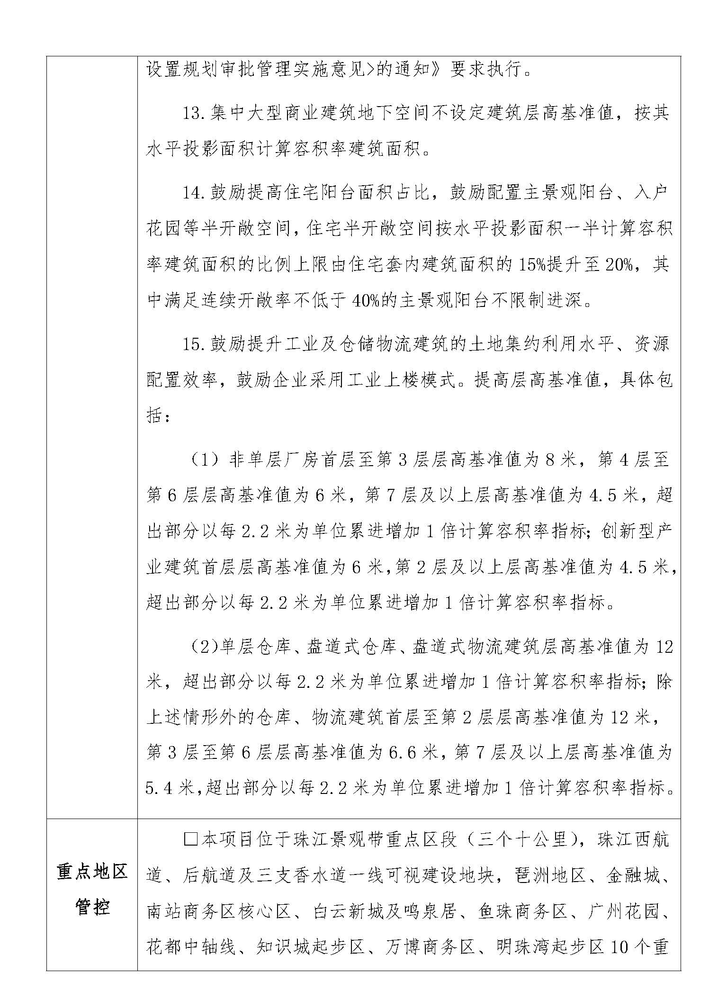 设置规划审批管理实施意见>的通知》要求执行。
13.集中大型商业建筑地下空间不设定建筑层高基准值，按其
水平投影面积计算容积率建筑面积。
14.鼓励提高住宅阳台面积占比，鼓励配置主景观阳台、入户
花园等半开敞空间，住宅半开敞空间按水平投影面积一半计算容积
率建筑面积的比例上限由住宅套内建筑面积的 15%提升至 20%，其
中满足连续开敞率不低于 40%的主景观阳台不限制进深。
15.鼓励提升工业及仓储物流建筑的土地集约利用水平、资源
配置效率，鼓励企业采用工业上楼模式。提高层高基准值，具体包
括：
（1）非单层厂房首层至第 3 层层高基准值为 8 米，第 4 层至
第 6 层层高基准值为 6 米，第 7 层及以上层高基准值为 4.5 米，超
出部分以每 2.2 米为单位累进增加 1 倍计算容积率指标；创新型产
业建筑首层层高基准值为 6 米，第 2 层及以上层高基准值为 4.5 米，
超出部分以每 2.2 米为单位累进增加 1 倍计算容积率指标。
（2）单层仓库、盘道式仓库、盘道式物流建筑层高基准值为 12
米，超出部分以每 2.2 米为单位累进增加 1 倍计算容积率指标；除
上述情形外的仓库、物流建筑首层至第 2 层层高基准值为 12 米，
第 3 层至第 6 层层高基准值为 6.6 米，第 7 层及以上层高基准值为
5.4 米，超出部分以每 2.2 米为单位累进增加 1 倍计算容积率指标。
重点地区
管控
□本项目位于珠江景观带重点区段（三个十公里），珠江西航
道、后航道及三支香水道一线可视建设地块，琶洲地区、金融城、
南站商务区核心区、白云新城及鸣泉居、鱼珠商务区、广州花园、
花都中轴线、知识城起步区、万博商务区、明珠湾起步区 10 个重